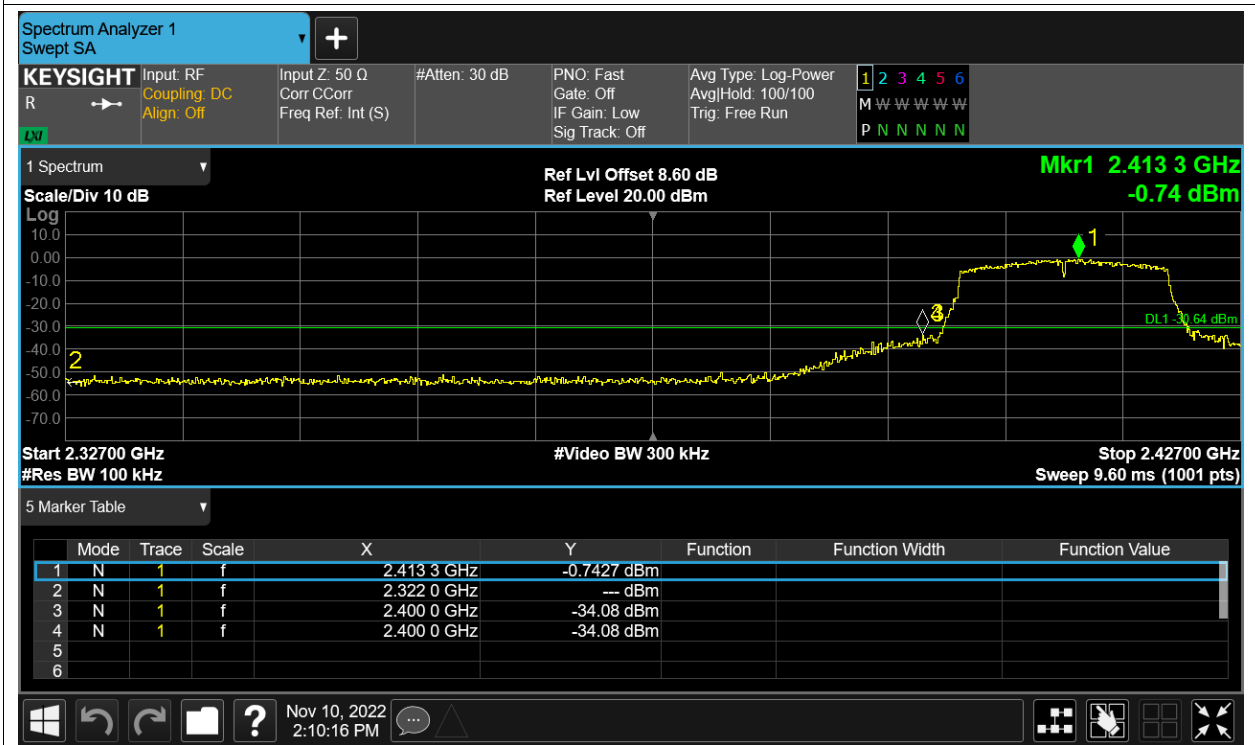 Spectrum Analyzer 1
Swept SA
+
KEYSIGHT Input: RF Input Z: 50 Ω #Atten: 30 dB PNO: Fast Avg Type: Log-Power 1 2 3 4 5 6
R Coupling: DC Corr CCorr Gate: Off Avg|Hold: 100/100 M W W W W W
Align: Off Freq Ref: Int (S) IF Gain: Low Trig: Free Run
LXI Sig Track: Off P N N N N N
1 Spectrum Ref Lvl Offset 8.60 dB Mkr1 2.413 3 GHz
Scale/Div 10 dB Ref Level 20.00 dBm -0.74 dBm
Log
10.0
0.00
-10.0
-20.0
-30.0
-40.0
-50.0
-60.0
-70.0
1
2
DL1 -30.64 dBm
Start 2.32700 GHz #Video BW 300 kHz Stop 2.42700 GHz
#Res BW 100 kHz Sweep 9.60 ms (1001 pts)
5 Marker Table
Mode Trace Scale X Y Function Function Width Function Value
1 N 1 f 2.413 3 GHz -0.7427 dBm
2 N 1 f 2.322 0 GHz --- dBm
3 N 1 f 2.400 0 GHz -34.08 dBm
4 N 1 f 2.400 0 GHz -34.08 dBm
5
6
? Nov 10, 2022
2:10:16 PM